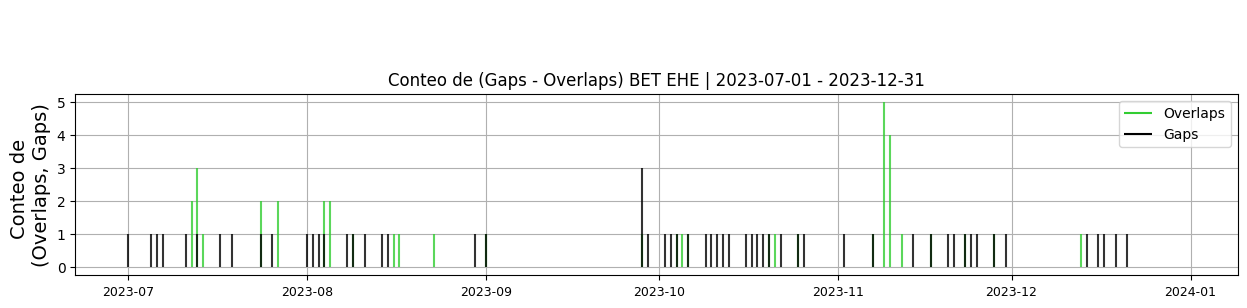 Conteo de (Gaps - Overlaps) BET EHE | 2023-07-01 - 2023-12-31
Conteo de
(Overlaps, Gaps)
5
4
3
2
1
0
Overlaps
Gaps
2023-07
2023-08
2023-09
2023-10
2023-11
2023-12
2024-01